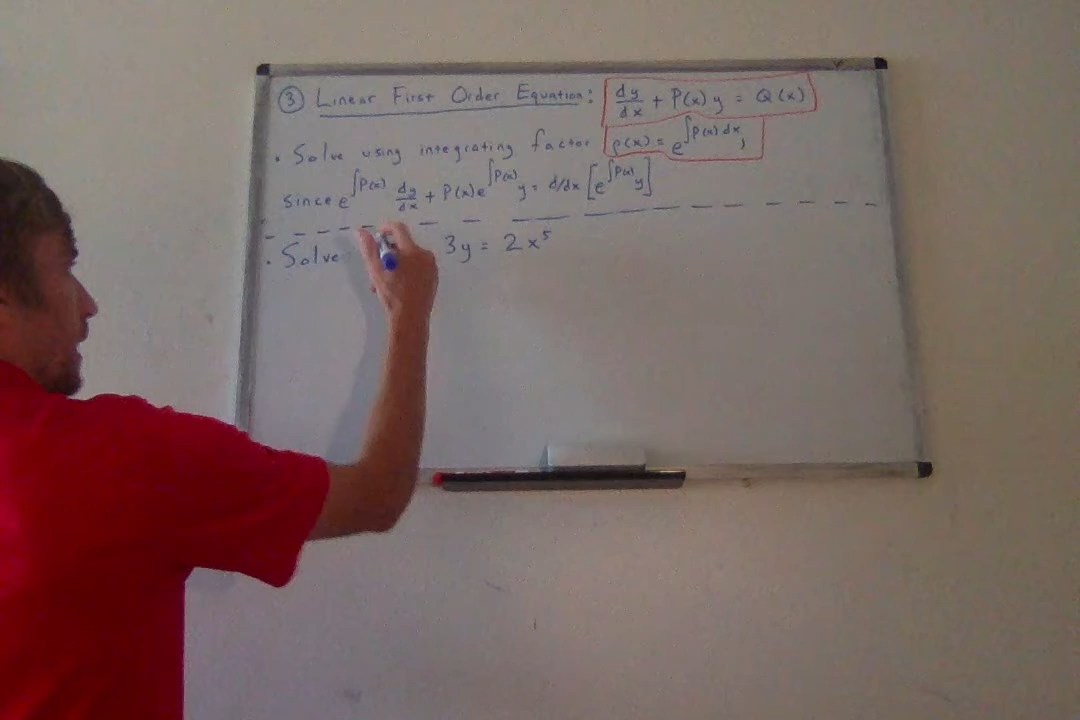 ③ Linear First Order Equation: dy/dx + P(x) y = Q(x)
• Solve using integrating factor ρ(x) = e^∫P(x) dx,
since e^∫P(x) dy/dx + P(x) e^∫P(x) y = d/dx [e^∫P(x) y]
• Solve 3y = 2x⁵